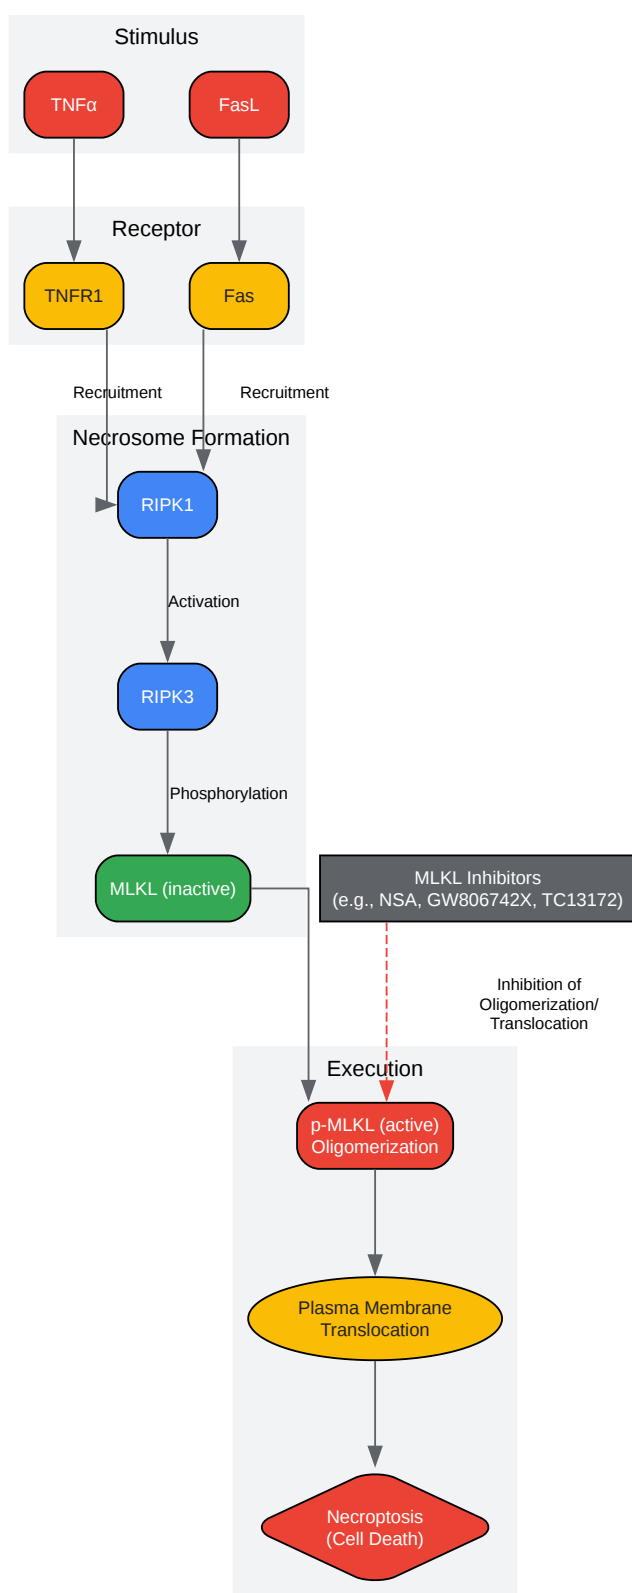 Stimulus
TNFα
FasL
Receptor
TNFR1
Fas
Recruitment
Recruitment
Necrosome Formation
RIPK1
Activation
RIPK3
Phosphorylation
MLKL (inactive)
MLKL Inhibitors
(e.g., NSA, GW806742X, TC13172)
Inhibition of
Oligomerization/
Translocation
Execution
p-MLKL (active)
Oligomerization
Plasma Membrane
Translocation
Necroptosis
(Cell Death)